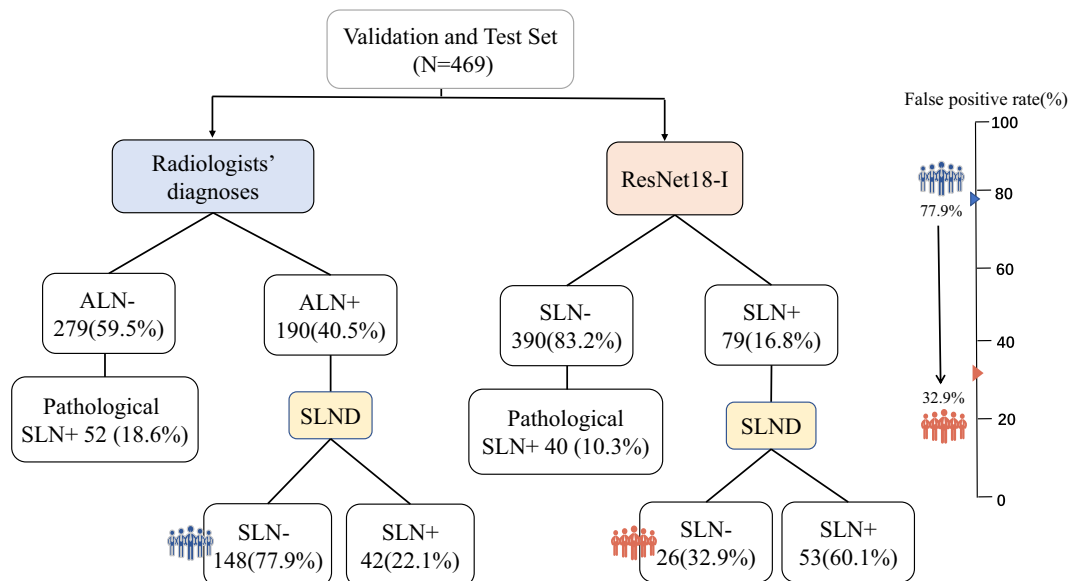 Validation and Test Set
(N=469)
Radiologists’
diagnoses
ResNet18-I
ALN-
279(59.5%)
ALN+
190(40.5%)
SLN-
390(83.2%)
SLN+
79(16.8%)
Pathological
SLN+ 52 (18.6%)
SLND
Pathological
SLN+ 40 (10.3%)
SLND
SLN-
148(77.9%)
SLN+
42(22.1%)
SLN-
26(32.9%)
SLN+
53(60.1%)
False positive rate(%)
100
80
77.9%
60
40
32.9%
20
0